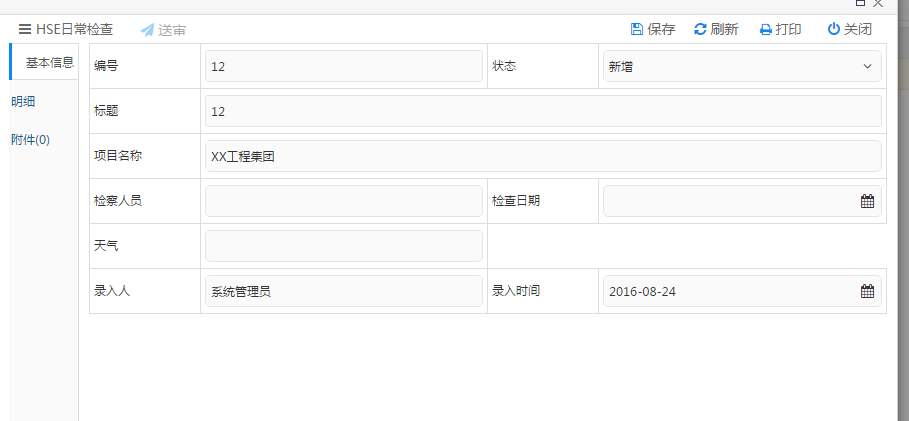 HSE日常检查 送审 保存 刷新 打印 关闭
基本信息
明细
附件(0)
编号 12 状态 新增
标题 12
项目名称 XX工程集团
检察人员 检查日期
天气
录入人 系统管理员 录入时间 2016-08-24